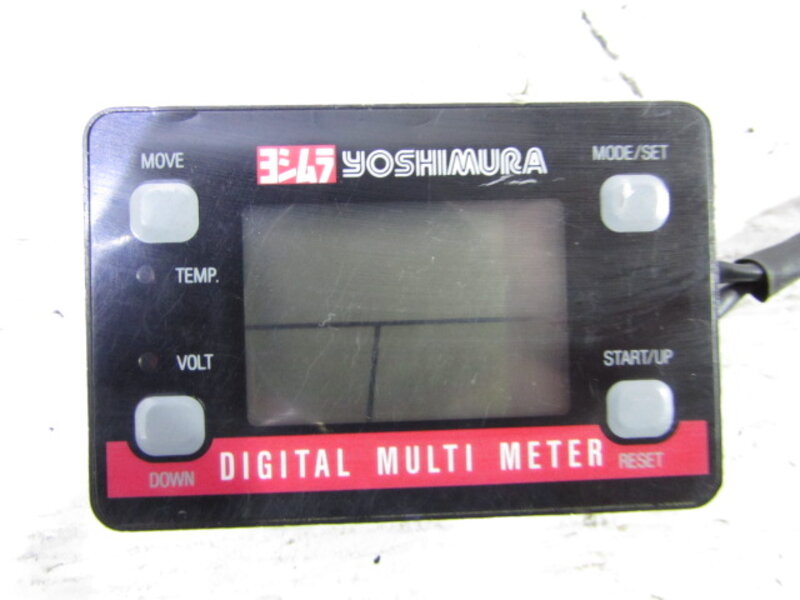 MOVE
ヨシムラ YOSHIMURA
MODE/SET
TEMP.
VOLT
START/UP
DIGITAL MULTI METER
DOWN
RESET